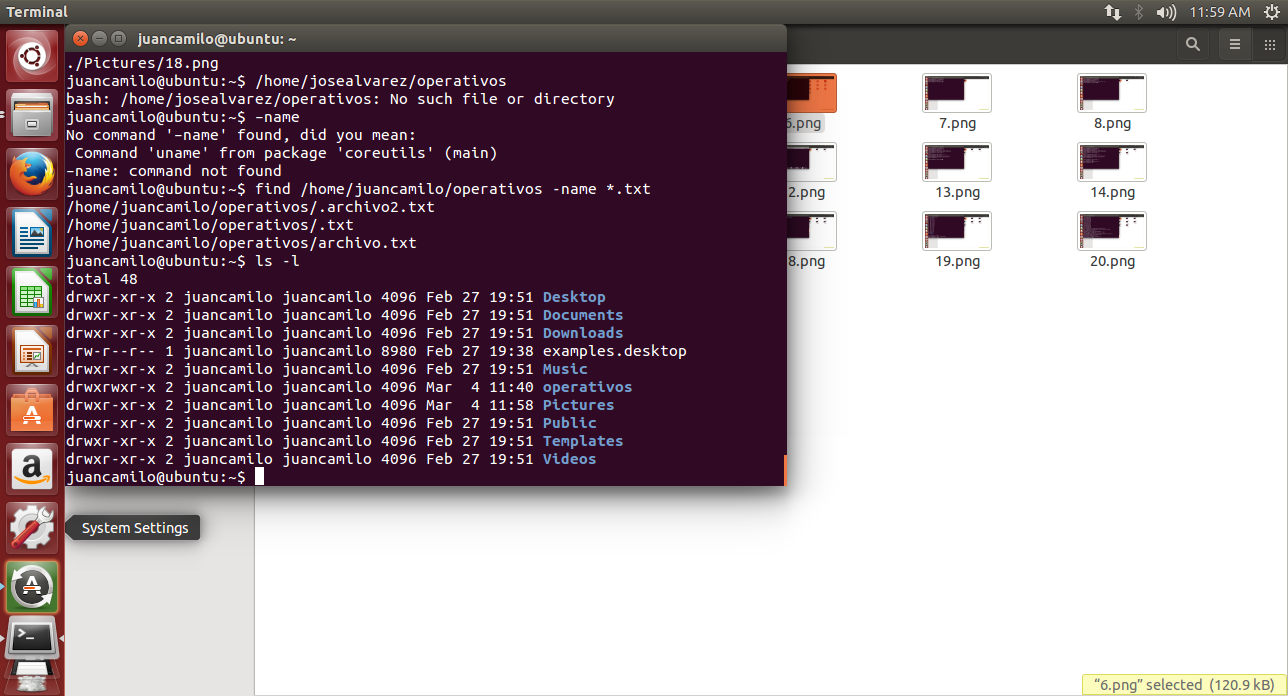 Terminal
11:59 AM
juancamilo@ubuntu: ~
./Pictures/18.png
juancamilo@ubuntu:~$ /home/josealvarez/operativos
bash: /home/josealvarez/operativos: No such file or directory
juancamilo@ubuntu:~$ –name
No command '–name' found, did you mean:
 Command 'uname' from package 'coreutils' (main)
–name: command not found
juancamilo@ubuntu:~$ find /home/juancamilo/operativos -name *.txt
/home/juancamilo/operativos/.archivo2.txt
/home/juancamilo/operativos/.txt
/home/juancamilo/operativos/archivo.txt
juancamilo@ubuntu:~$ ls -l
total 48
drwxr-xr-x 2 juancamilo juancamilo 4096 Feb 27 19:51 Desktop
drwxr-xr-x 2 juancamilo juancamilo 4096 Feb 27 19:51 Documents
drwxr-xr-x 2 juancamilo juancamilo 4096 Feb 27 19:51 Downloads
-rw-r--r-- 1 juancamilo juancamilo 8980 Feb 27 19:38 examples.desktop
drwxr-xr-x 2 juancamilo juancamilo 4096 Feb 27 19:51 Music
drwxrwxr-x 2 juancamilo juancamilo 4096 Mar  4 11:40 operativos
drwxr-xr-x 2 juancamilo juancamilo 4096 Mar  4 11:58 Pictures
drwxr-xr-x 2 juancamilo juancamilo 4096 Feb 27 19:51 Public
drwxr-xr-x 2 juancamilo juancamilo 4096 Feb 27 19:51 Templates
drwxr-xr-x 2 juancamilo juancamilo 4096 Feb 27 19:51 Videos
juancamilo@ubuntu:~$
6.png 7.png 8.png
2.png 13.png 14.png
8.png 19.png 20.png
System Settings
“6.png” selected (120.9 kB)